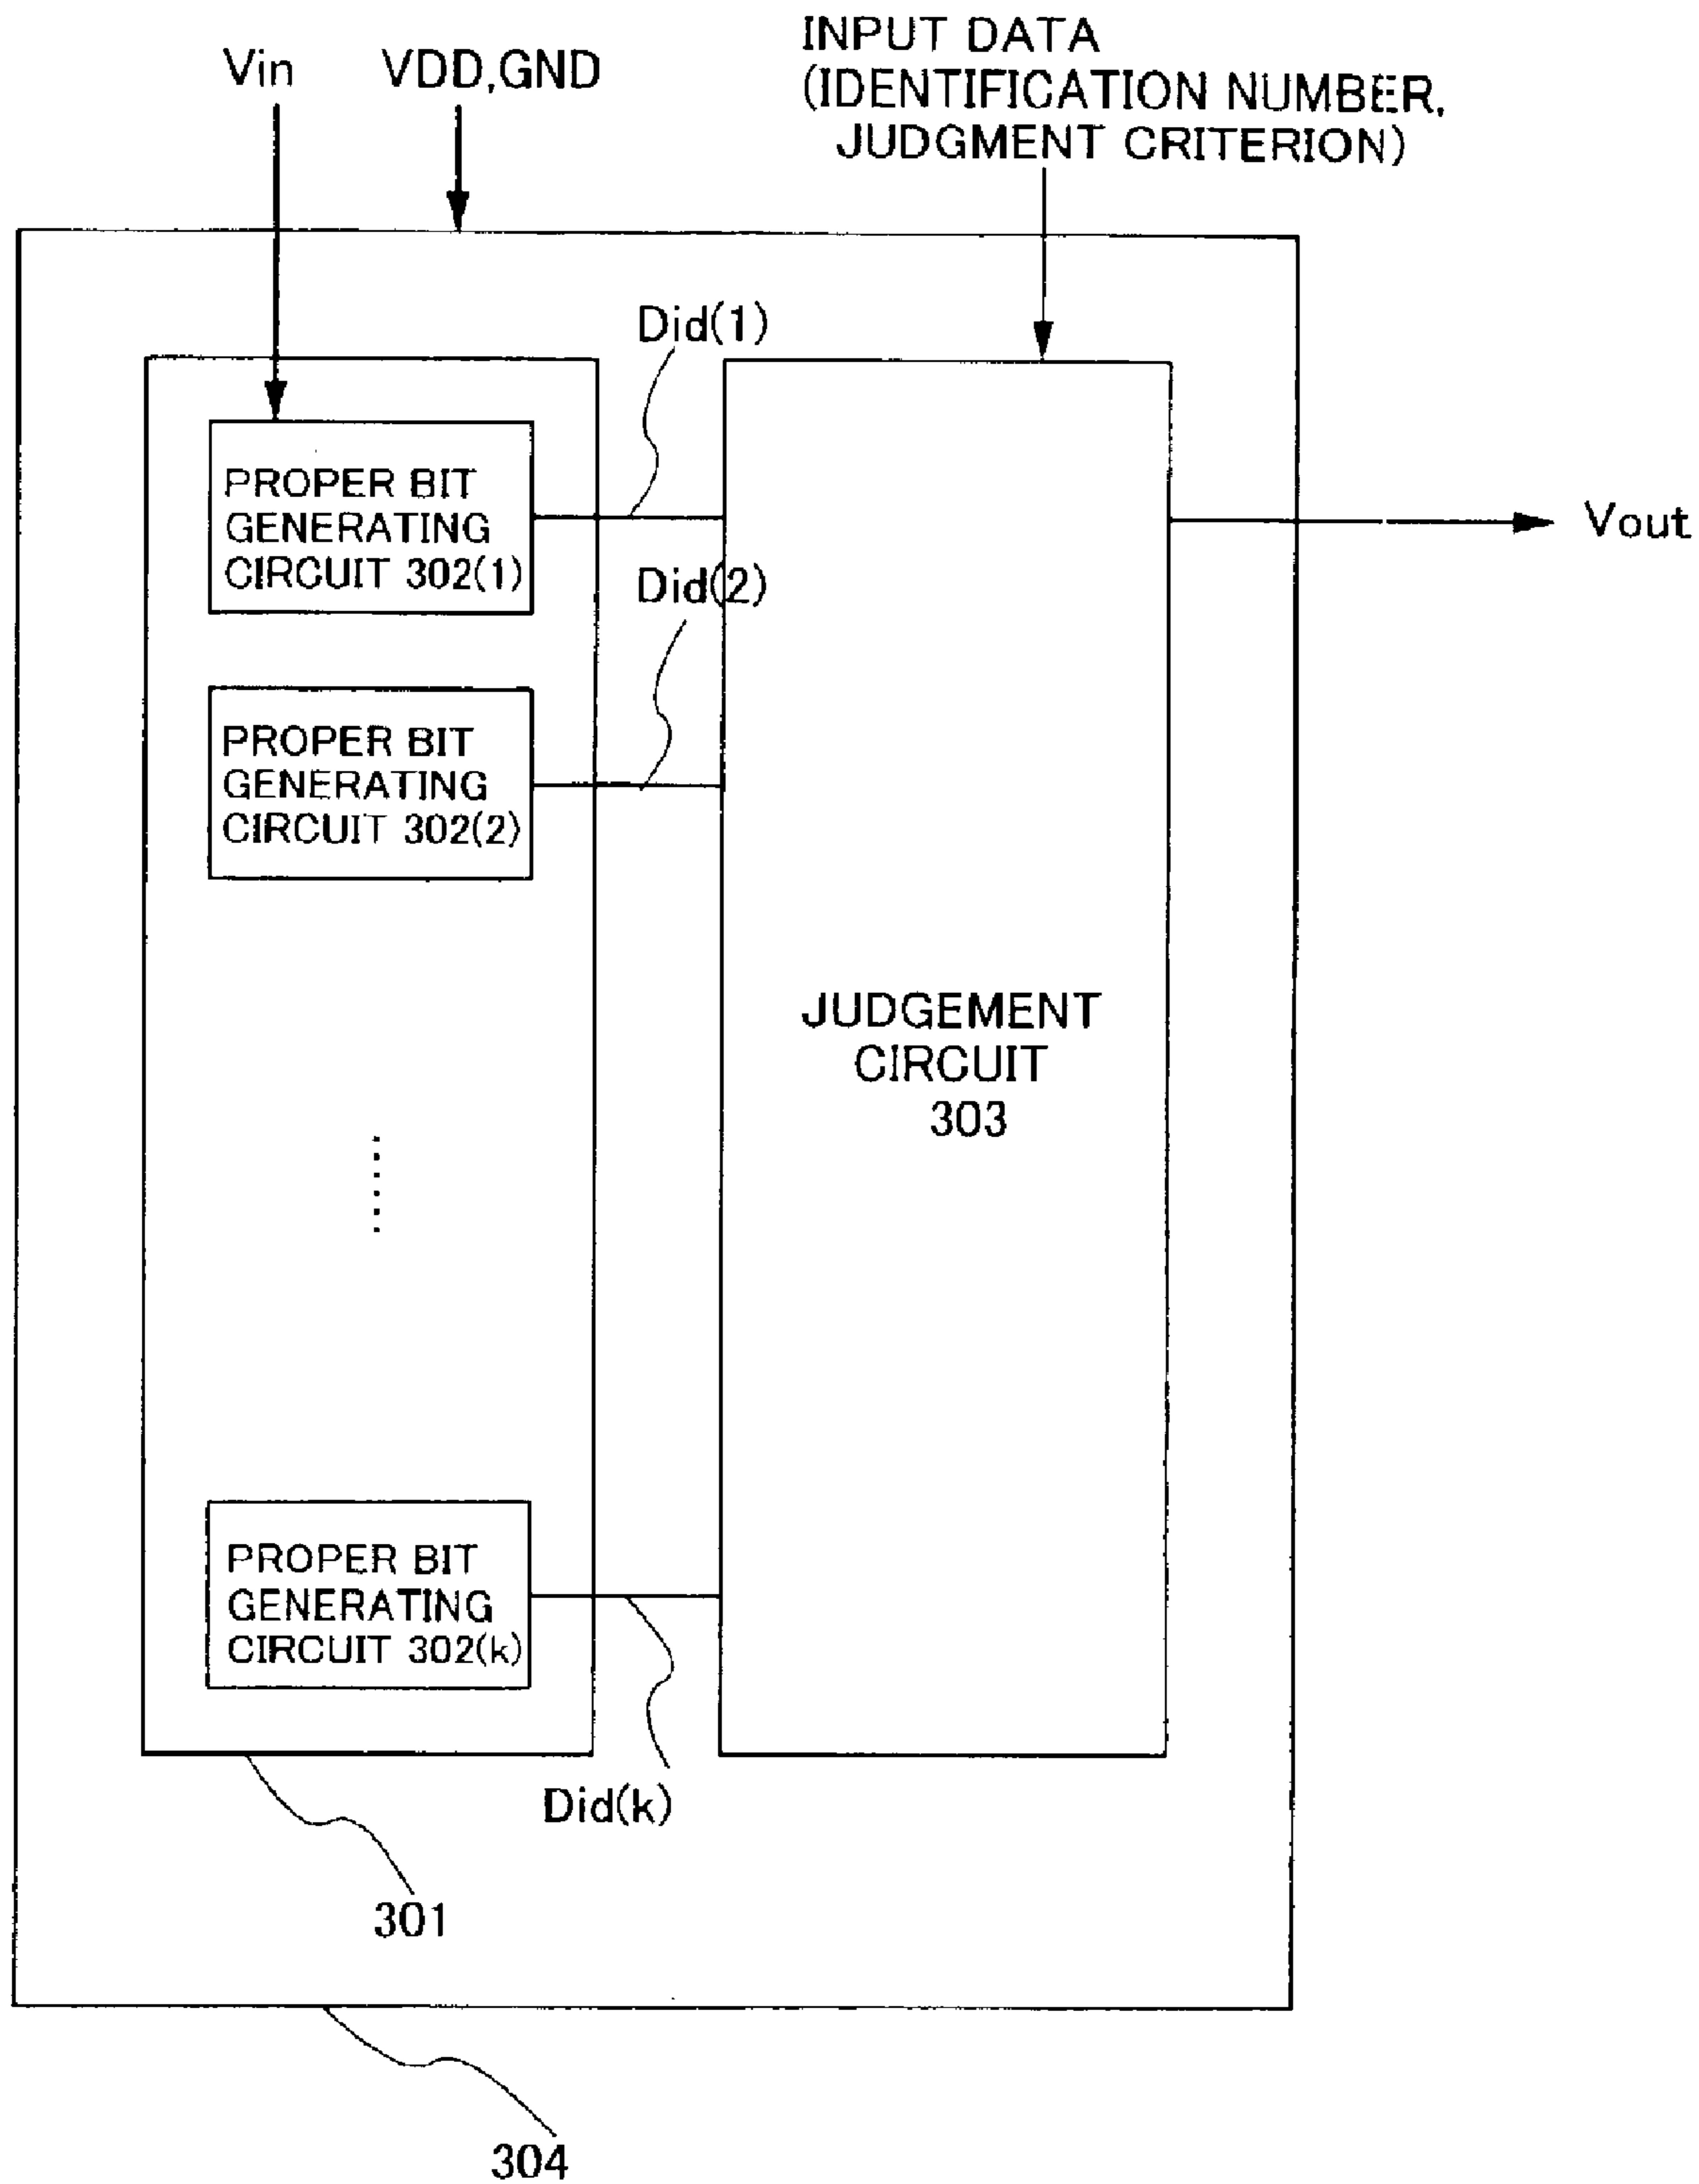 Vin
VDD,GND
INPUT DATA
(IDENTIFICATION NUMBER,
JUDGMENT CRITERION)
Did(1)
PROPER BIT
GENERATING
CIRCUIT 302(1)
Vout
Did(2)
PROPER BIT
GENERATING
CIRCUIT 302(2)
JUDGEMENT
CIRCUIT
303
PROPER BIT
GENERATING
CIRCUIT 302(k)
Did(k)
301
304